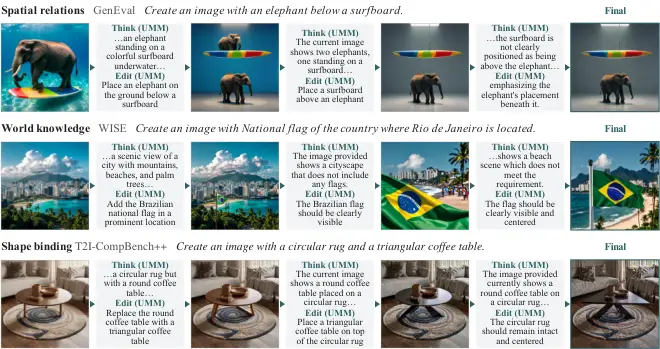 Spatial relations GenEval Create an image with an elephant below a surfboard. Final
Think (UMM)
…an elephant
standing on a
colorful surfboard
underwater…
Edit (UMM)
Place an elephant on
the ground below a
surfboard
Think (UMM)
The current image
shows two elephants,
one standing on a
surfboard…
Edit (UMM)
Place a surfboard
above an elephant
Think (UMM)
…the surfboard is
not clearly
positioned as being
above the elephant…
Edit (UMM)
emphasizing the
elephant's placement
beneath it.
World knowledge WISE Create an image with National flag of the country where Rio de Janeiro is located. Final
Think (UMM)
…a scenic view of a
city with mountains,
beaches, and palm
trees…
Edit (UMM)
Add the Brazilian
national flag in a
prominent location
Think (UMM)
The image provided
shows a cityscape
that does not include
any flags.
Edit (UMM)
The Brazilian flag
should be clearly
visible
Think (UMM)
…shows a beach
scene which does not
meet the
requirement.
Edit (UMM)
The flag should be
clearly visible and
centered
Shape binding T2I-CompBench++ Create an image with a circular rug and a triangular coffee table. Final
Think (UMM)
…a circular rug but
with a round coffee
table…
Edit (UMM)
Replace the round
coffee table with a
triangular coffee
table
Think (UMM)
The current image
shows a round coffee
table placed on a
circular rug…
Edit (UMM)
Place a triangular
coffee table on top
of the circular rug
Think (UMM)
The image provided
currently shows a
round coffee table on
a circular rug…
Edit (UMM)
The circular rug
should remain intact
and centered